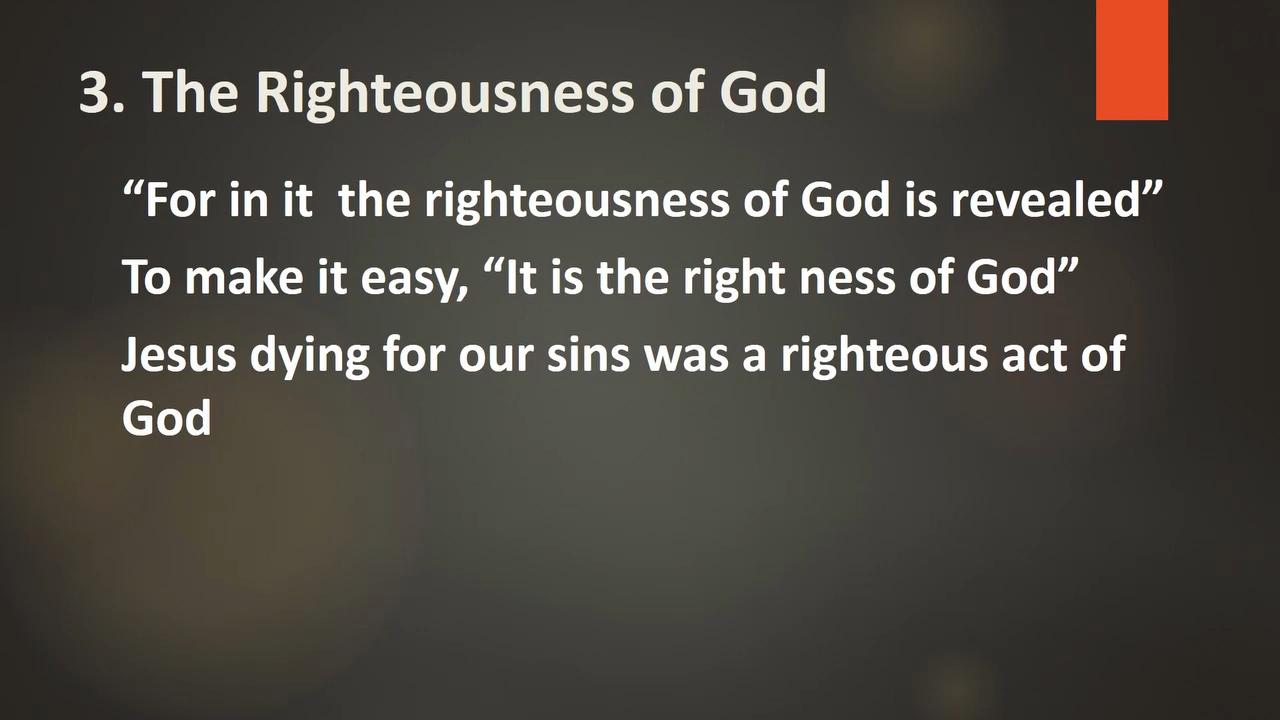 3. The Righteousness of God
“For in it  the righteousness of God is revealed”
To make it easy, “It is the right ness of God”
Jesus dying for our sins was a righteous act of
God